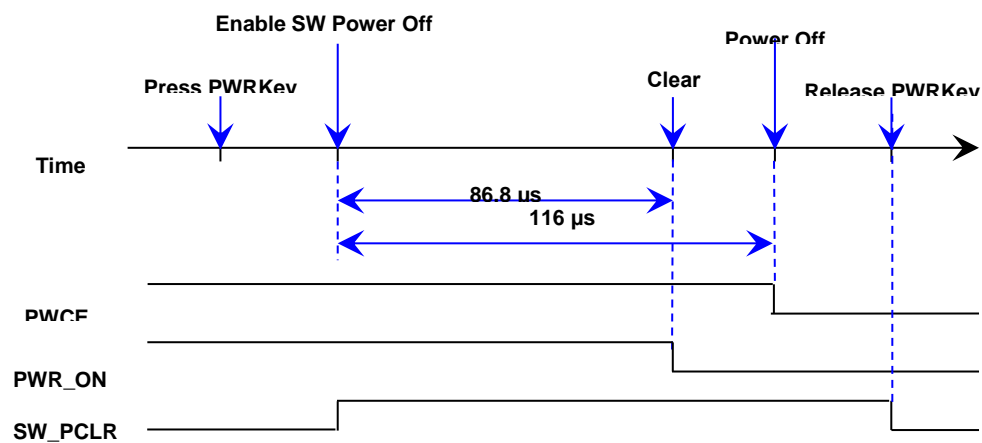 Enable SW Power Off
Power Off
Press PWRKey
Clear
Release PWRKey
Time
86.8 us
116 µs
PWCE
PWR_ON
SW_PCLR